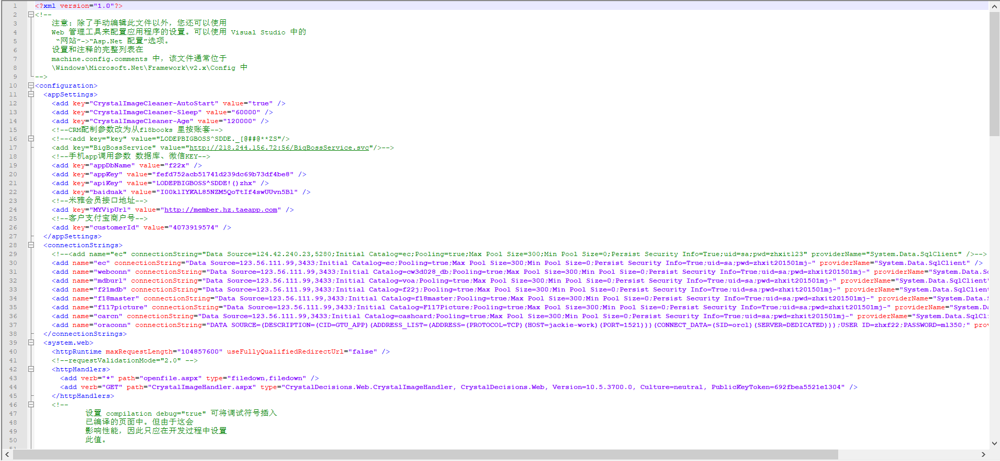 1 <?xml version="1.0"?>
2 <!--
3 注意: 除了手动编辑此文件以外，您还可以使用
4 Web 管理工具来配置应用程序的设置。可以使用 Visual Studio 中的
5 “网站”->“Asp.Net 配置”选项。
6 设置和注释的完整列表在
7 machine.config.comments 中，该文件通常位于
8 \Windows\Microsoft.Net\Framework\v2.x\Config 中
9 -->
10 <configuration>
11 <appSettings>
12 <add key="CrystalImageCleaner-AutoStart" value="true" />
13 <add key="CrystalImageCleaner-Sleep" value="60000" />
14 <add key="CrystalImageCleaner-Age" value="120000" />
15 <!--CRM配制参数改为从f18books 里按账套-->
16 <!--<add key="key" value="LODEPBIGBOSS^SDDE._[@##@**ZS"/>
17 <add key="BigBossService" value="http://218.244.156.72:56/BigBossService.svc"/>-->
18 <!--手机app调用参数 数据库、微信KEY-->
19 <add key="appDbName" value="f22x" />
20 <add key="appKey" value="fefd752acb51741d239dc69b73df4be8" />
21 <add key="apiKey" value="LODEPBIGBOSS^SDDE!()zhx" />
22 <add key="baiduak" value="I00klIYKAL85NZM5QoTtIf4swUUvn5Bl" />
23 <!--米雅会员接口地址-->
24 <add key="MYVipUrl" value="http://member.hz.taeapp.com" />
25 <!--客户支付宝商户号-->
26 <add key="customerId" value="4073919574" />
27 </appSettings>
28 <connectionStrings>
29 <!--<add name="ec" connectionString="Data Source=124.42.240.23,5280;Initial Catalog=ec;Pooling=true;Max Pool Size=300;Min Pool Size=0;Persist Security Info=True;uid=sa;pwd=zhxit123" providerName="System.Data.SqlClient" />-->
30 <add name="ec" connectionString="Data Source=123.56.111.99,3433;Initial Catalog=ec;Pooling=true;Max Pool Size=300;Min Pool Size=0;Persist Security Info=True;uid=sa;pwd=zhxit201501mj-" providerName="System.Data.SqlClient" />
31 <add name="webconn" connectionString="Data Source=123.56.111.99,3433;Initial Catalog=cw3d028_db;Pooling=true;Max Pool Size=300;Min Pool Size=0;Persist Security Info=True;uid=sa;pwd=zhxit201501mj-" providerName="System.Data.Sq
32 <add name="mdburl" connectionString="Data Source=123.56.111.99,3433;Initial Catalog=voa;Pooling=true;Max Pool Size=300;Min Pool Size=0;Persist Security Info=True;uid=sa;pwd=zhxit201501mj-" providerName="System.Data.SqlClient"
33 <add name="f21mdb" connectionString="Data Source=123.56.111.99,3433;Initial Catalog=f22j;Pooling=true;Max Pool Size=300;Min Pool Size=0;Persist Security Info=True;uid=sa;pwd=zhxit201501mj-" providerName="System.Data.SqlClient
34 <add name="f18master" connectionString="Data Source=123.56.111.99,3433;Initial Catalog=f18master;Pooling=true;Max Pool Size=300;Min Pool Size=0;Persist Security Info=True;uid=sa;pwd=zhxit201501mj-" providerName="System.Data.S
35 <add name="f117picture" connectionString="Data Source=123.56.111.99,3433;Initial Catalog=F117Picture;Pooling=true;Max Pool Size=300;Min Pool Size=0;Persist Security Info=True;uid=sa;pwd=zhxit201501mj-" providerName="System.Dat
36 <add name="carcn" connectionString="Data Source=123.56.111.99,3433;Initial Catalog=cashcard;Pooling=true;Max Pool Size=300;Min Pool Size=0;Persist Security Info=True;uid=sa;pwd=zhxit201501mj-" providerName="System.Data.SqlCl
37 <add name="oraconn" connectionString="DATA SOURCE=(DESCRIPTION=(CID=GTU_APP)(ADDRESS_LIST=(ADDRESS=(PROTOCOL=TCP)(HOST=jackie-work)(PORT=1521)))(CONNECT_DATA=(SID=orcl)(SERVER=DEDICATED)));USER ID=zhxf22;PASSWORD=ml350;" prov
38 </connectionStrings>
39 <system.web>
40 <httpRuntime maxRequestLength="104857600" useFullyQualifiedRedirectUrl="false" />
41 <!--requestValidationMode="2.0" -->
42 <httpHandlers>
43 <add verb="*" path="openfile.aspx" type="filedown,filedown" />
44 <add verb="GET" path="CrystalImageHandler.aspx" type="CrystalDecisions.Web.CrystalImageHandler, CrystalDecisions.Web, Version=10.5.3700.0, Culture=neutral, PublicKeyToken=692fbea5521e1304" />
45 </httpHandlers>
46 <!--
47 设置 compilation debug="true" 可将调试符号插入
48 已编译的页面中。但由于这会
49 影响性能，因此只应在开发过程中设置
50 此值。